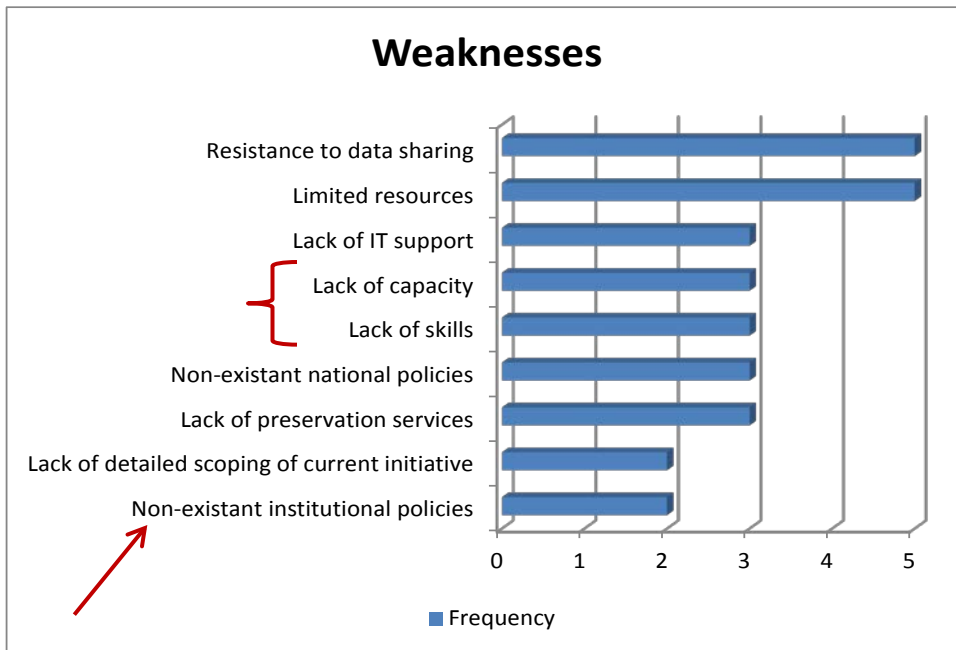 Weaknesses
Resistance to data sharing
Limited resources
Lack of IT support
Lack of capacity
Lack of skills
Non-existant national policies
Lack of preservation services
Lack of detailed scoping of current initiative
Non-existant institutional policies
0 1 2 3 4 5
Frequency